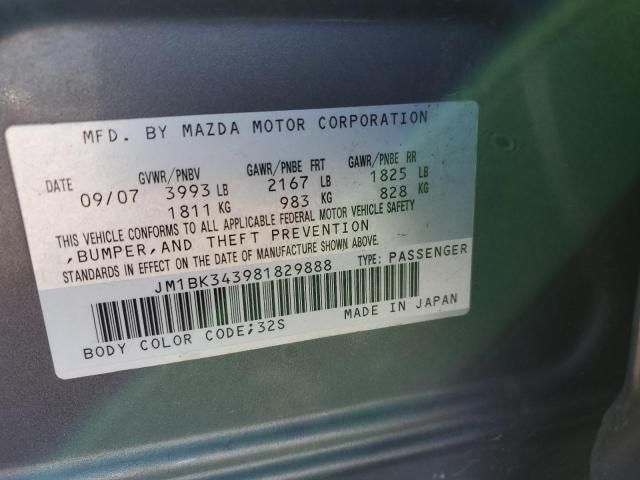 MFD. BY MAZDA MOTOR CORPORATION
DATE GVWR/PNBV GAWR/PNBE FRT GAWR/PNBE RR
09/07 3993 LB 2167 LB 1825 LB
1811 KG 983 KG 828 KG
THIS VEHICLE CONFORMS TO ALL APPLICABLE FEDERAL MOTOR VEHICLE SAFETY
,BUMPER,AND THEFT PREVENTION
STANDARDS IN EFFECT ON THE DATE OF MANUFACTURE SHOWN ABOVE.
JM1BK343981829888 TYPE: PASSENGER
MADE IN JAPAN
BODY COLOR CODE;32S